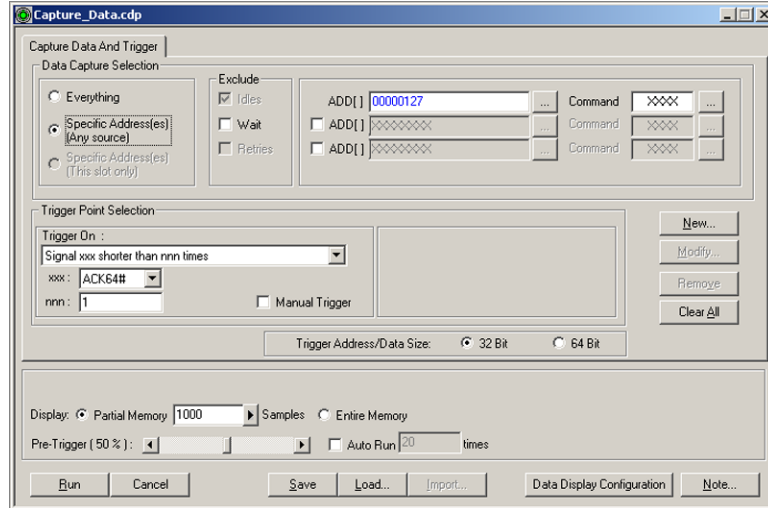 Capture_Data.cdp
Capture Data And Trigger
Data Capture Selection
Everything
Specific Address(es)
(Any source)
Specific Address(es)
(This slot only)
Exclude
Idles
Wait
Retries
ADD[ ] 00000127 ... Command XXXX ...
ADD[ ] XXXXXXXX ... Command XXXX ...
ADD[ ] XXXXXXXX ... Command XXXX ...
Trigger Point Selection
Trigger On :
Signal xxx shorter than nnn times
xxx : ACK64#
nnn : 1
Manual Trigger
New...
Modify...
Remove
Clear All
Trigger Address/Data Size: 32 Bit 64 Bit
Display: Partial Memory 1000 Samples Entire Memory
Pre-Trigger ( 50 % ) : Auto Run 20 times
Run Cancel Save Load... Import... Data Display Configuration Note...